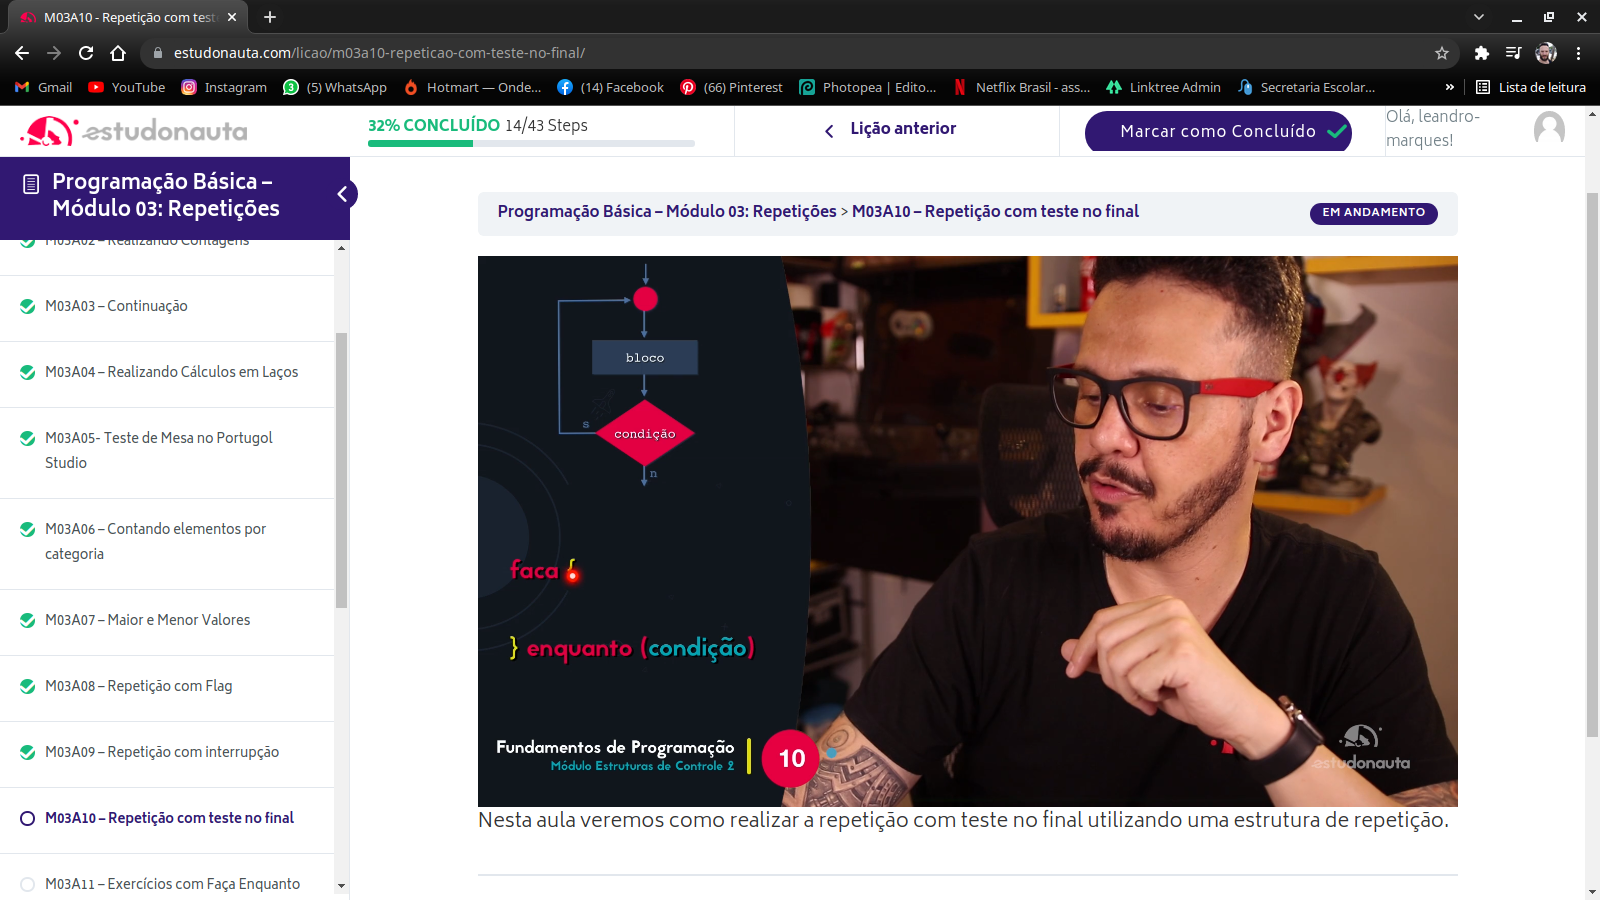 M03A10 - Repetição com test
estudonauta.com/licao/m03a10-repeticao-com-teste-no-final/
Gmail
YouTube
Instagram
(5) WhatsApp
Hotmart — Onde...
(14) Facebook
(66) Pinterest
Photopea | Edito...
Netflix Brasil - ass...
Linktree Admin
Secretaria Escolar...
»
Lista de leitura
estudonauta
32% CONCLUÍDO 14/43 Steps
Lição anterior
Marcar como Concluído
Olá, leandro-
marques!
Programação Básica –
Módulo 03: Repetições
M03A02 – Realizando Contagens
M03A03 – Continuação
M03A04 – Realizando Cálculos em Laços
M03A05- Teste de Mesa no Portugol
Studio
M03A06 – Contando elementos por
categoria
M03A07 – Maior e Menor Valores
M03A08 – Repetição com Flag
M03A09 – Repetição com interrupção
M03A10 – Repetição com teste no final
M03A11 – Exercícios com Faça Enquanto
Programação Básica – Módulo 03: Repetições > M03A10 – Repetição com teste no final
EM ANDAMENTO
bloco
s
condição
n
faca {
} enquanto (condição)
Fundamentos de Programação
Módulo Estruturas de Controle 2
10
estudonauta
Nesta aula veremos como realizar a repetição com teste no final utilizando uma estrutura de repetição.